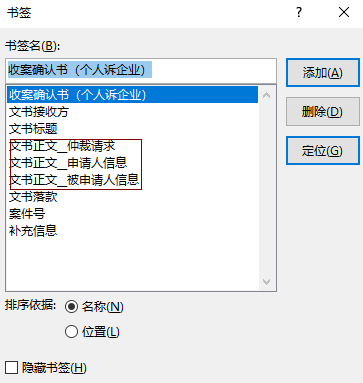 书签
书签名(B):
收案确认书（个人诉企业）
添加(A)
收案确认书（个人诉企业）
文书接收方
删除(D)
文书标题
文书正文__仲裁请求
定位(G)
文书正文__申请人信息
文书正文__被申请人信息
文书落款
案件号
补充信息
排序依据:
名称(N)
位置(L)
隐藏书签(H)